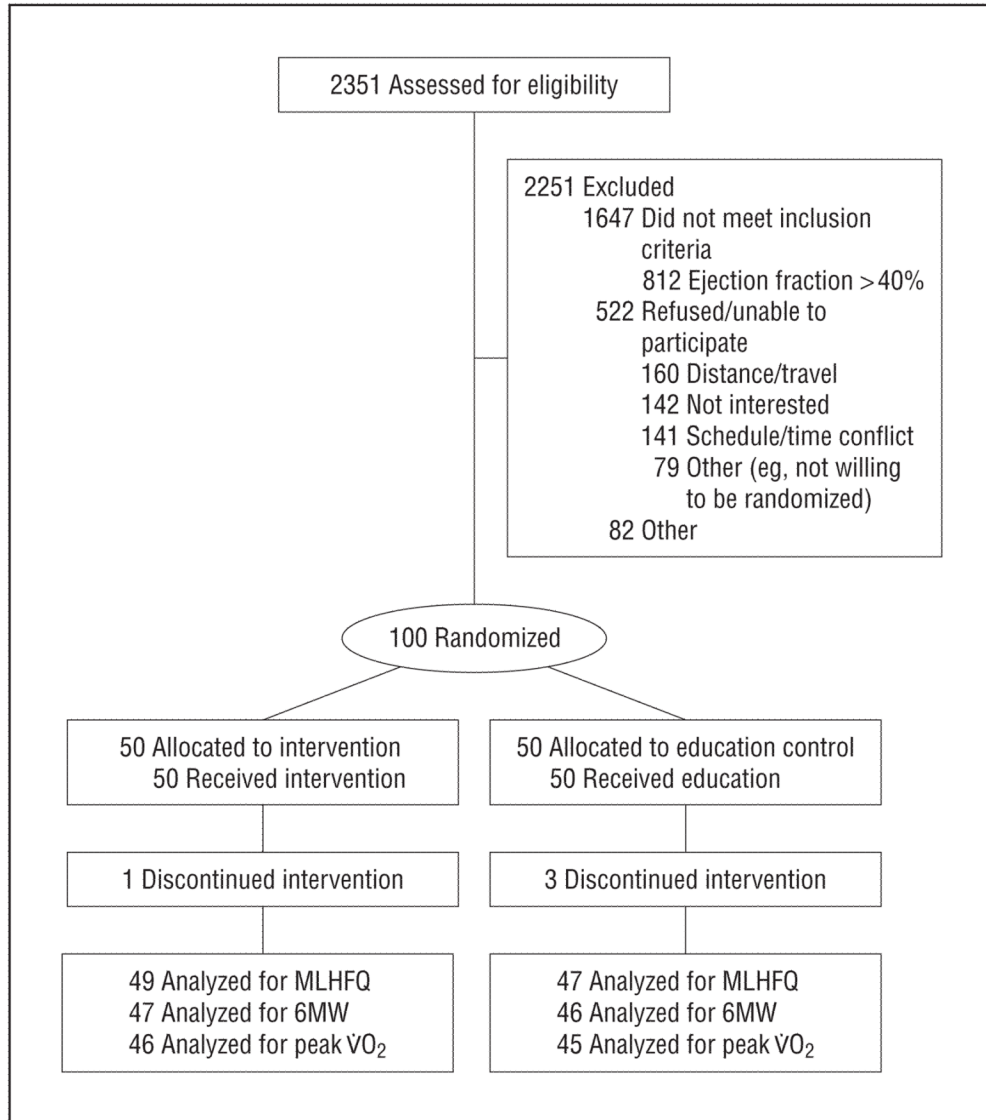 2351 Assessed for eligibility
2251 Excluded
1647 Did not meet inclusion
criteria
812 Ejection fraction >40%
522 Refused/unable to
participate
160 Distance/travel
142 Not interested
141 Schedule/time conflict
79 Other (eg, not willing
to be randomized)
82 Other
100 Randomized
50 Allocated to intervention
50 Received intervention
50 Allocated to education control
50 Received education
1 Discontinued intervention
3 Discontinued intervention
49 Analyzed for MLHFQ
47 Analyzed for 6MW
46 Analyzed for peak V̇O₂
47 Analyzed for MLHFQ
46 Analyzed for 6MW
45 Analyzed for peak V̇O₂